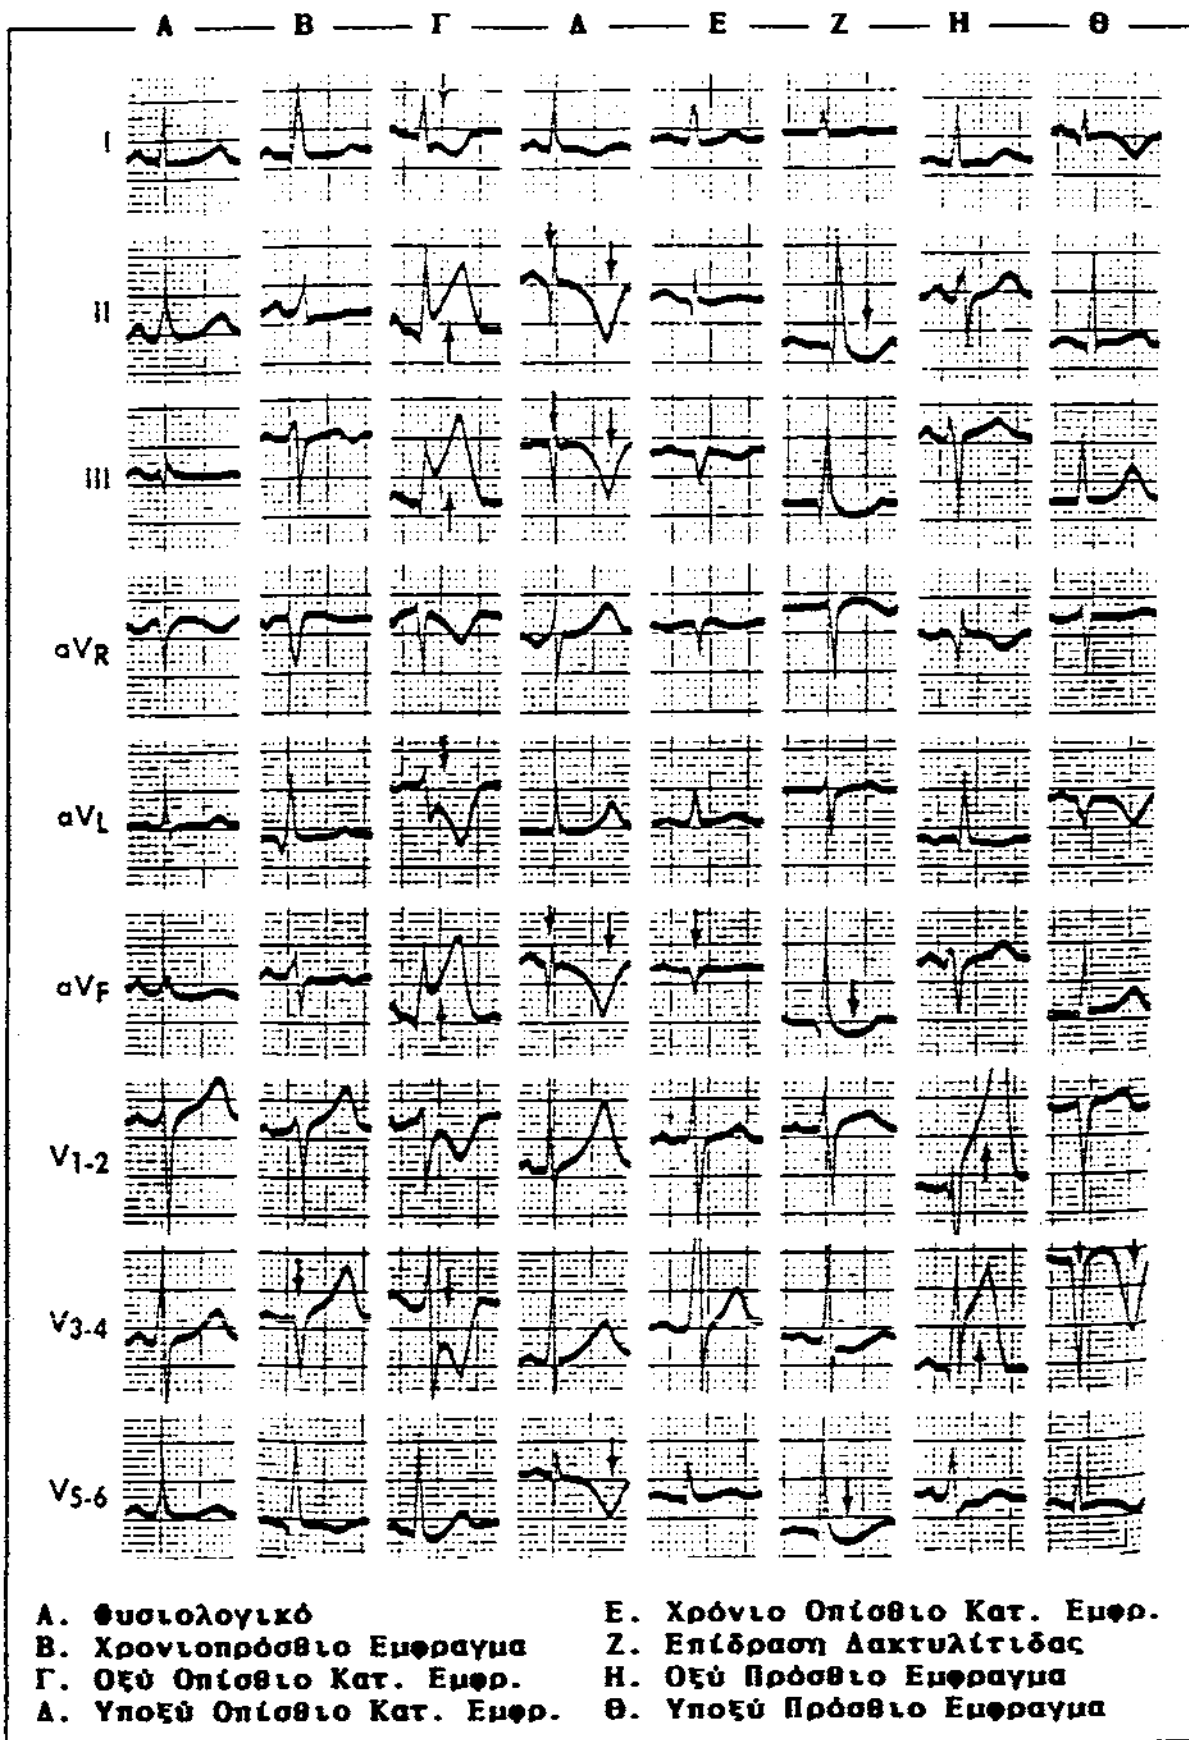 Α Β Γ Δ Ε Ζ Η Θ
I
II
III
aVR
aVL
aVF
V1-2
V3-4
V5-6
Α. Φυσιολογικό
Β. Χρονιοπρόσθιο Εμφραγμα
Γ. Οξύ Οπίσθιο Κατ. Εμφρ.
Δ. Υποξύ Οπίσθιο Κατ. Εμφρ.
Ε. Χρόνιο Οπίσθιο Κατ. Εμφρ.
Ζ. Επίδραση Δακτυλίτιδας
Η. Οξύ Πρόσθιο Εμφραγμα
Θ. Υποξύ Πρόσθιο Εμφραγμα